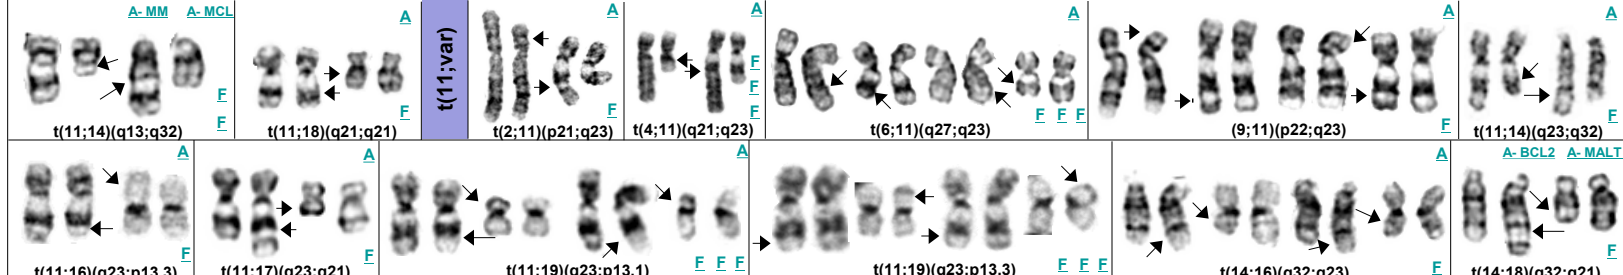 A- MM A- MCL
F
F
t(11;14)(q13;q32)
A
F
t(11;18)(q21;q21)
t(11;var)
A
F
t(2;11)(p21;q23)
A
F
F
F
t(4;11)(q21;q23)
A
F F F
t(6;11)(q27;q23)
A
F
(9;11)(p22;q23)
A
F
t(11;14)(q23;q32)
A
F
t(11;16)(q23;p13.3)
A
F
t(11;17)(q23;q21)
A
F F F
t(11;19)(q23;p13.1)
F F F
t(11;19)(q23;p13.3)
A
F
t(14;16)(q32;q23)
A- BCL2 A- MALT
F
t(14;18)(q32;q21)